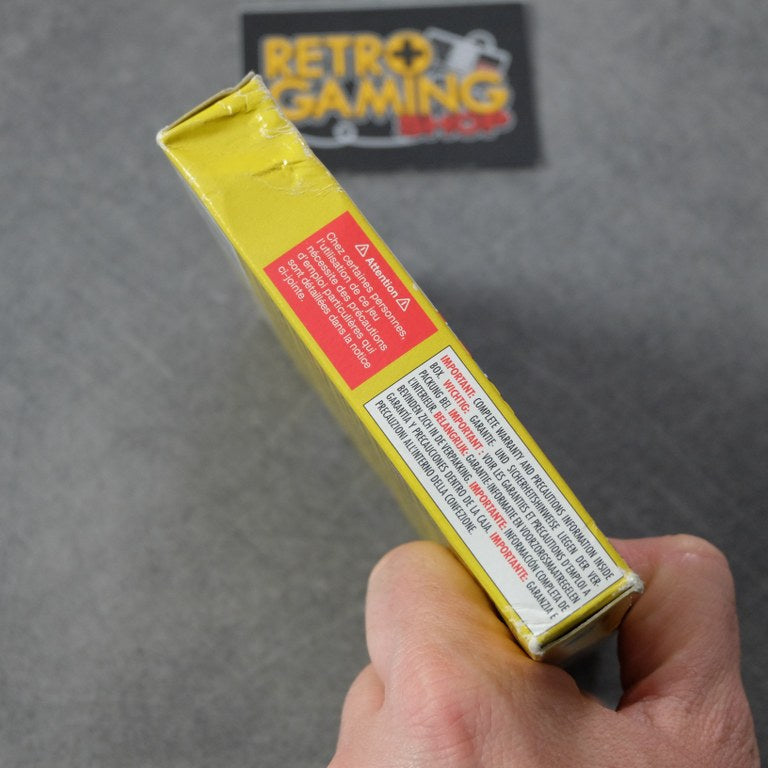 RETRO
GAMING
SHOP
⚠ Attention ⚠
Chez certaines personnes,
l'utilisation de ce jeu
nécessite des précautions
d'emploi particulières qui
sont détaillées dans la notice
ci-jointe.
IMPORTANT: COMPLETE WARRANTY AND PRECAUTIONS INFORMATION INSIDE
BOX. WICHTIG: GARANTIE- UND SICHERHEITSHINWEISE LIEGEN DER VER-
PACKUNG BEI. IMPORTANT : VOIR LES GARANTIES ET PRECAUTIONS D'EMPLOI A
L'INTERIEUR. BELANGRIJK: GARANTIE-INFORMATIE EN VOORZORGSMAATREGELEN
BEVINDEN ZICH IN DE VERPAKKING. IMPORTANTE: INFORMACIÓN COMPLETA DE
GARANTÍA Y PRECAUCIONES DENTRO DE LA CAJA. IMPORTANTE: GARANZIA E
PRECAUZIONI ALL'INTERNO DELLA CONFEZIONE.